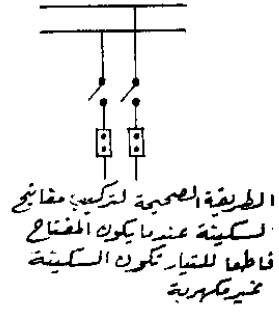 الطريقة الصحيحة لتركيب مفاتيح
السكينة عندما يكون المفتاح
قاطعا للتيار تكون السكينة
غير مكهربة